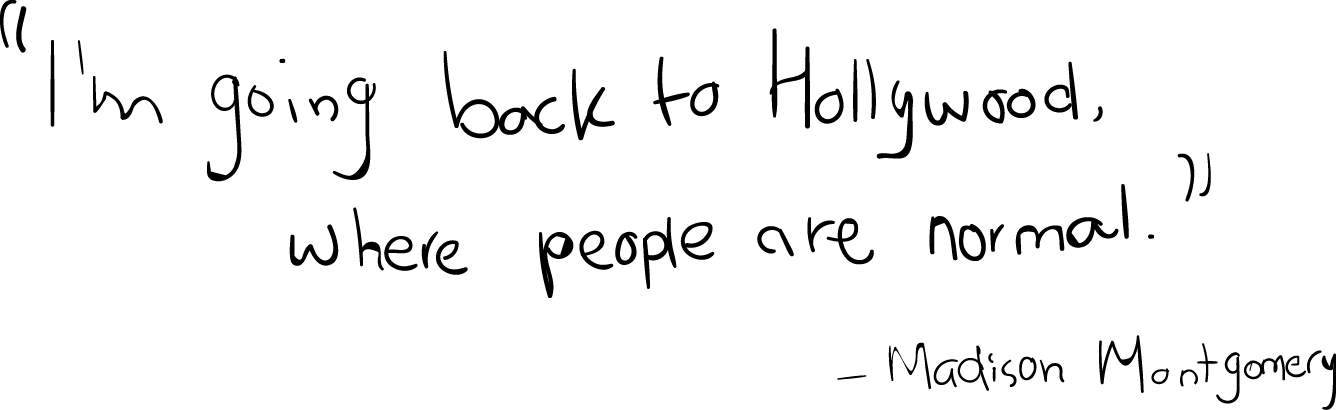 "I'm going back to Hollywood,
where people are normal."
- Madison Montgomery